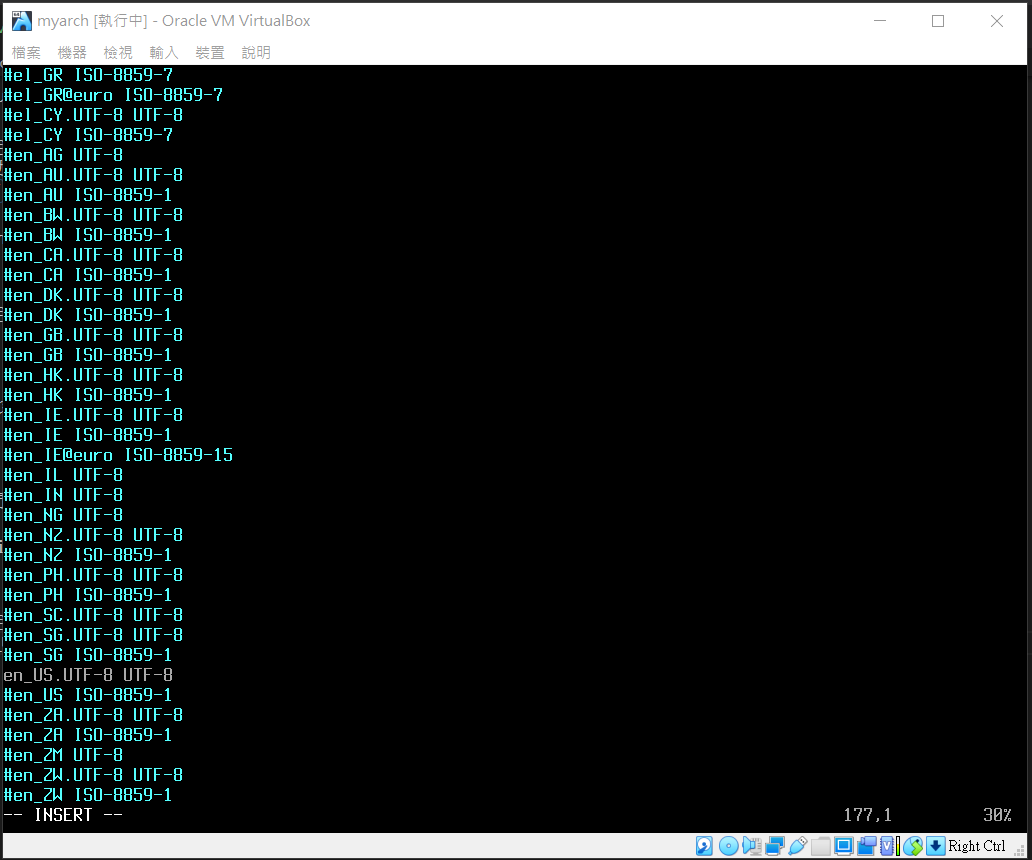 myarch [執行中] - Oracle VM VirtualBox
檔案 機器 檢視 輸入 裝置 說明
#el_GR ISO-8859-7
#el_GR@euro ISO-8859-7
#el_CY.UTF-8 UTF-8
#el_CY ISO-8859-7
#en_AG UTF-8
#en_AU.UTF-8 UTF-8
#en_AU ISO-8859-1
#en_BW.UTF-8 UTF-8
#en_BW ISO-8859-1
#en_CA.UTF-8 UTF-8
#en_CA ISO-8859-1
#en_DK.UTF-8 UTF-8
#en_DK ISO-8859-1
#en_GB.UTF-8 UTF-8
#en_GB ISO-8859-1
#en_HK.UTF-8 UTF-8
#en_HK ISO-8859-1
#en_IE.UTF-8 UTF-8
#en_IE ISO-8859-1
#en_IE@euro ISO-8859-15
#en_IL UTF-8
#en_IN UTF-8
#en_NG UTF-8
#en_NZ.UTF-8 UTF-8
#en_NZ ISO-8859-1
#en_PH.UTF-8 UTF-8
#en_PH ISO-8859-1
#en_SC.UTF-8 UTF-8
#en_SG.UTF-8 UTF-8
#en_SG ISO-8859-1
en_US.UTF-8 UTF-8
#en_US ISO-8859-1
#en_ZA.UTF-8 UTF-8
#en_ZA ISO-8859-1
#en_ZM UTF-8
#en_ZW.UTF-8 UTF-8
#en_ZW ISO-8859-1
-- INSERT -- 177,1 30%
Right Ctrl